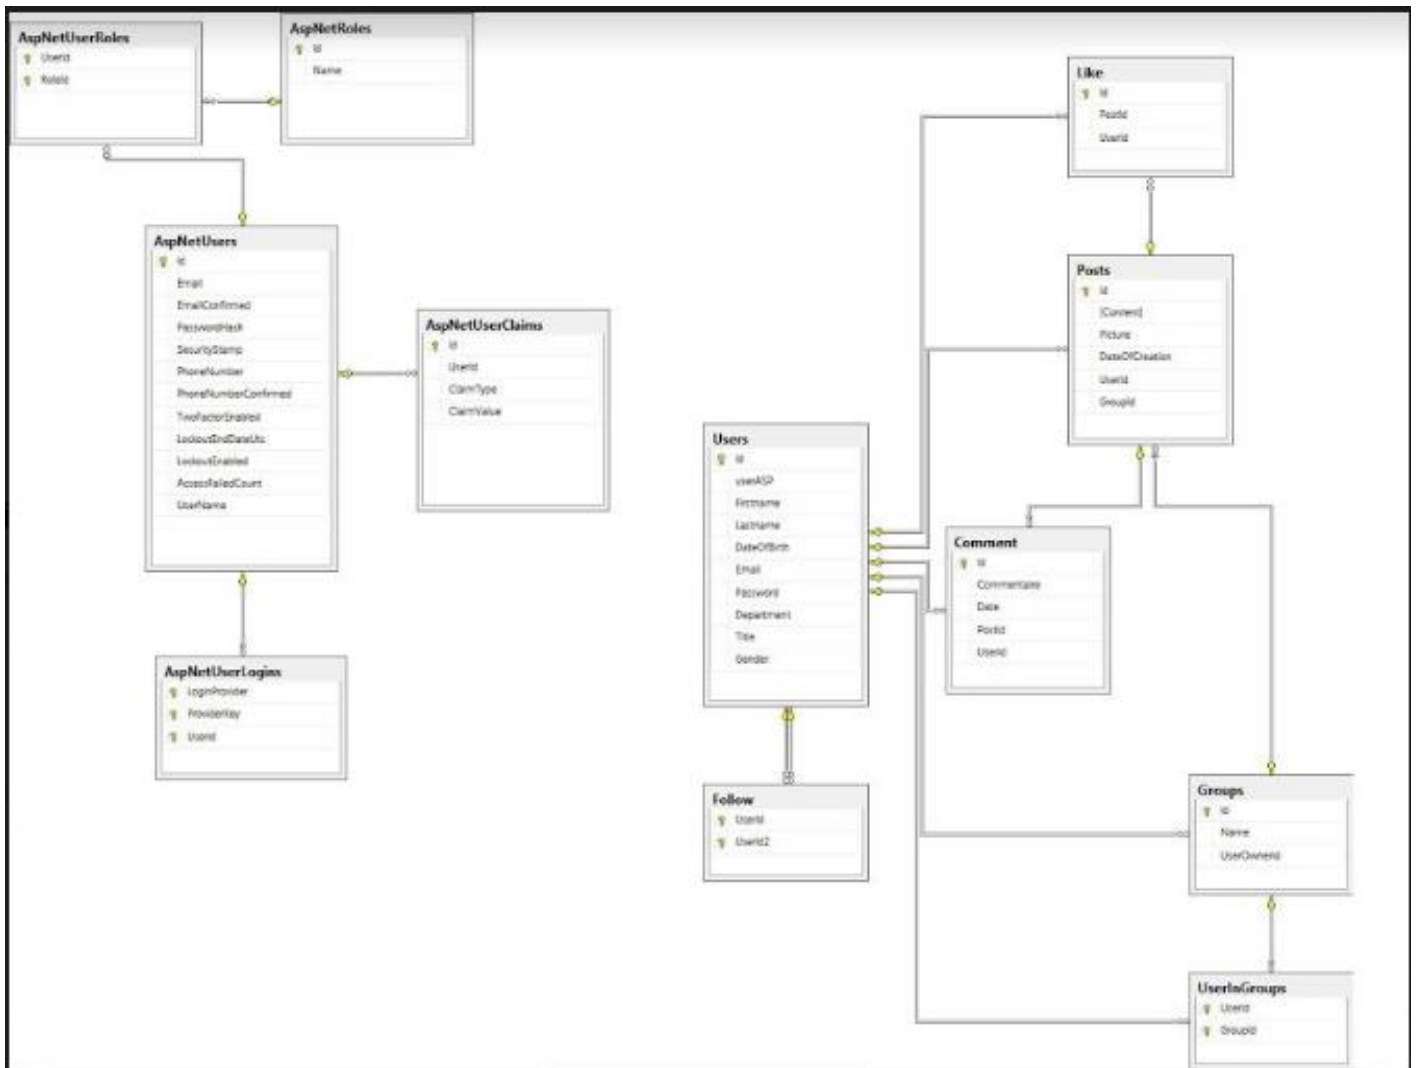 AspNetUserRoles
UserId
RoleId
AspNetRoles
Id
Name
AspNetUsers
Id
Email
EmailConfirmed
PasswordHash
SecurityStamp
PhoneNumber
PhoneNumberConfirmed
TwoFactorEnabled
LockoutEndDateUtc
LockoutEnabled
AccessFailedCount
UserName
AspNetUserClaims
Id
UserId
ClaimType
ClaimValue
AspNetUserLogins
LoginProvider
ProviderKey
UserId
Users
Id
userASP
Firstname
Lastname
DateOfBirth
Email
Password
Department
Title
Gender
Follow
UserId
UserId2
Like
Id
PostId
UserId
Posts
Id
[Content]
Picture
DateOfCreation
UserId
GroupId
Comment
Id
Commentaire
Date
PostId
UserId
Groups
Id
Name
UserOwnerId
UserInGroups
UserId
GroupId